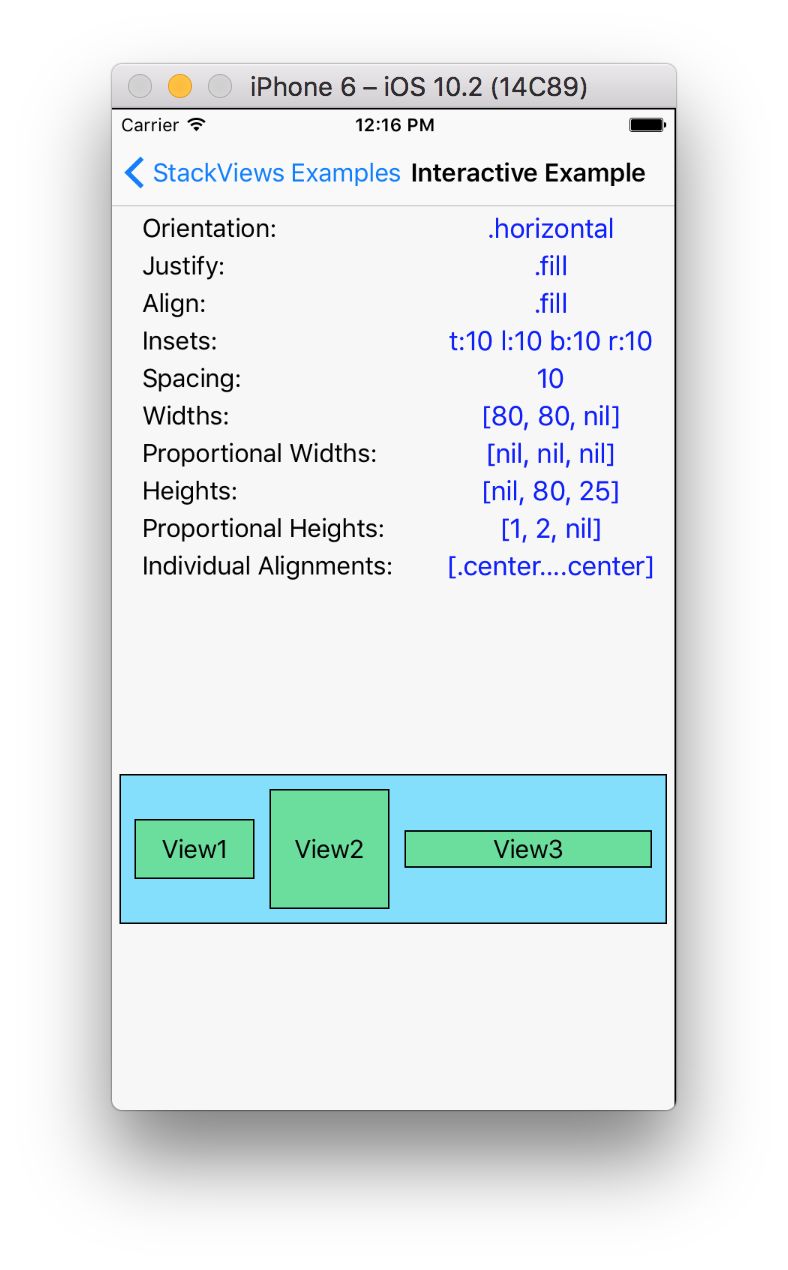 iPhone 6 – iOS 10.2 (14C89)
Carrier 12:16 PM
StackViews Examples Interactive Example
Orientation: .horizontal
Justify: .fill
Align: .fill
Insets: t:10 l:10 b:10 r:10
Spacing: 10
Widths: [80, 80, nil]
Proportional Widths: [nil, nil, nil]
Heights: [nil, 80, 25]
Proportional Heights: [1, 2, nil]
Individual Alignments: [.center....center]
View1 View2 View3